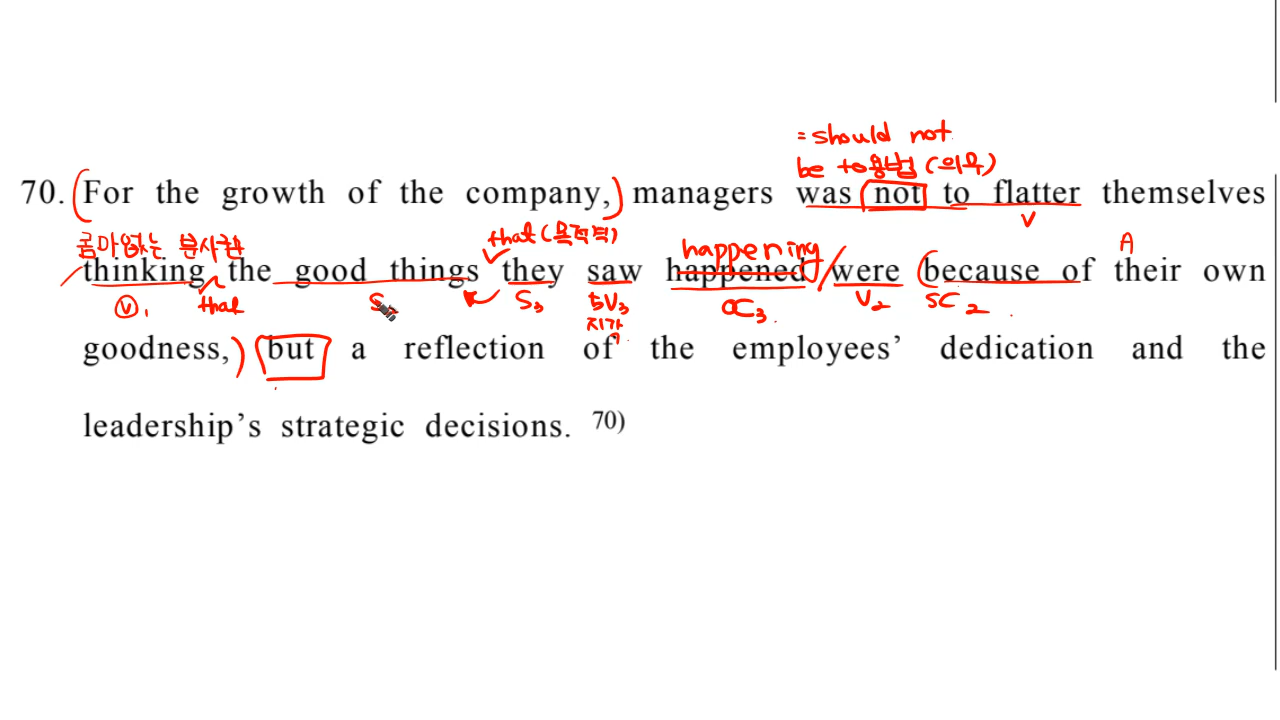 = should not
be to용법 (의무)
70. (For the growth of the company,) managers was not to flatter themselves
V
콤마없는 분사구문
that (목적격)
happening
A
thinking the good things they saw happened were (because of their own
V₁ that S₂ S₃ 5V₃ OC₃ V₂ SC₂
지각
goodness,) but a reflection of the employees' dedication and the
leadership's strategic decisions. 70)